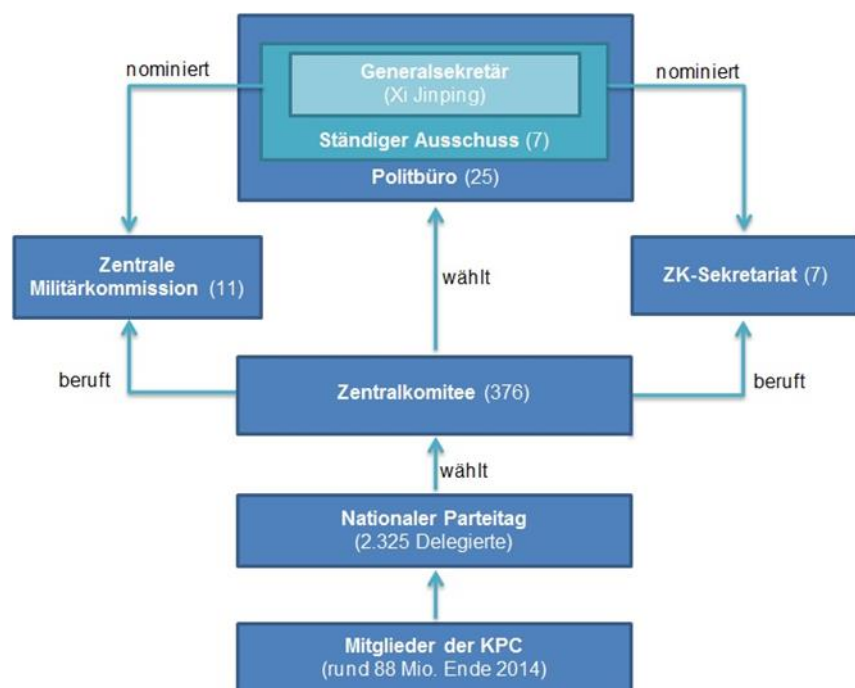 nominiert
Generalsekretär
(Xi Jinping)
nominiert
Ständiger Ausschuss (7)
Politbüro (25)
Zentrale
Militärkommission (11)
wählt
ZK-Sekretariat (7)
beruft
Zentralkomitee (376)
beruft
wählt
Nationaler Parteitag
(2.325 Delegierte)
Mitglieder der KPC
(rund 88 Mio. Ende 2014)